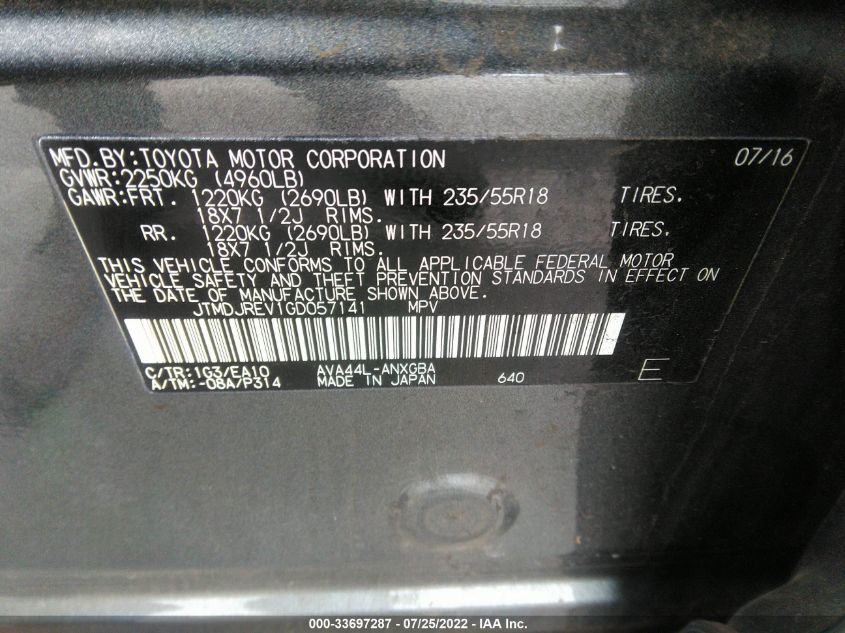 MFD.BY:TOYOTA MOTOR CORPORATION 07/16
GVWR:2250KG (4960LB)
GAWR:FRT. 1220KG (2690LB) WITH 235/55R18 TIRES.
18X7 1/2J RIMS.
RR. 1220KG (2690LB) WITH 235/55R18 TIRES.
18X7 1/2J RIMS.
THIS VEHICLE CONFORMS TO ALL APPLICABLE FEDERAL MOTOR
VEHICLE SAFETY AND THEFT PREVENTION STANDARDS IN EFFECT ON
THE DATE OF MANUFACTURE SHOWN ABOVE.
JTMDJREV1GD057141 MPV
C/TR:1G3/EA10 AVA44L-ANXGBA
A/TM:-08A/P314 MADE IN JAPAN 640 E
000-33697287 - 07/25/2022 - IAA Inc.